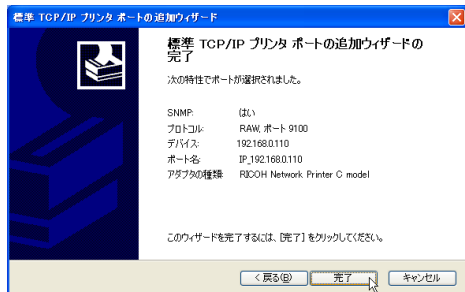 標準 TCP/IP プリンタ ポートの追加ウィザード
標準 TCP/IP プリンタ ポートの追加ウィザードの
完了
次の特性でポートが選択されました。
SNMP: はい
プロトコル: RAW, ポート 9100
デバイス: 192.168.0.110
ポート名: IP_192.168.0.110
アダプタの種類: RICOH Network Printer C model
このウィザードを完了するには、[完了] をクリックしてください。
< 戻る(B) 完了 キャンセル